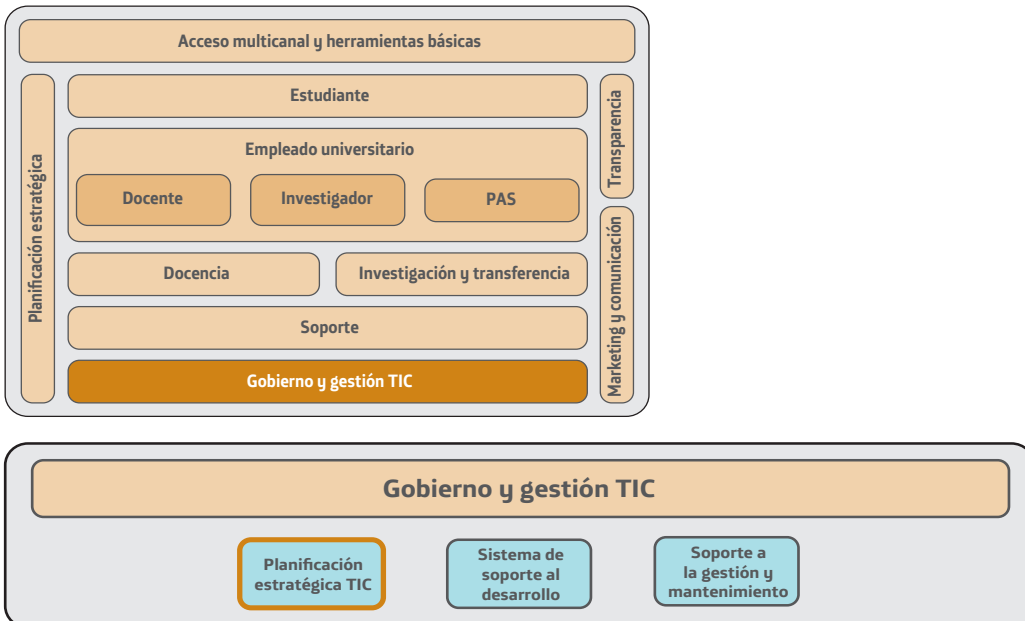 Acceso multicanal y herramientas básicas
Planificación estratégica
Estudiante
Transparencia
Empleado universitario
Docente
Investigador
PAS
Docencia
Investigación y transferencia
Marketing y comunicación
Soporte
Gobierno y gestión TIC
Gobierno y gestión TIC
Planificación
estratégica TIC
Sistema de
soporte al
desarrollo
Soporte a
la gestión y
mantenimiento